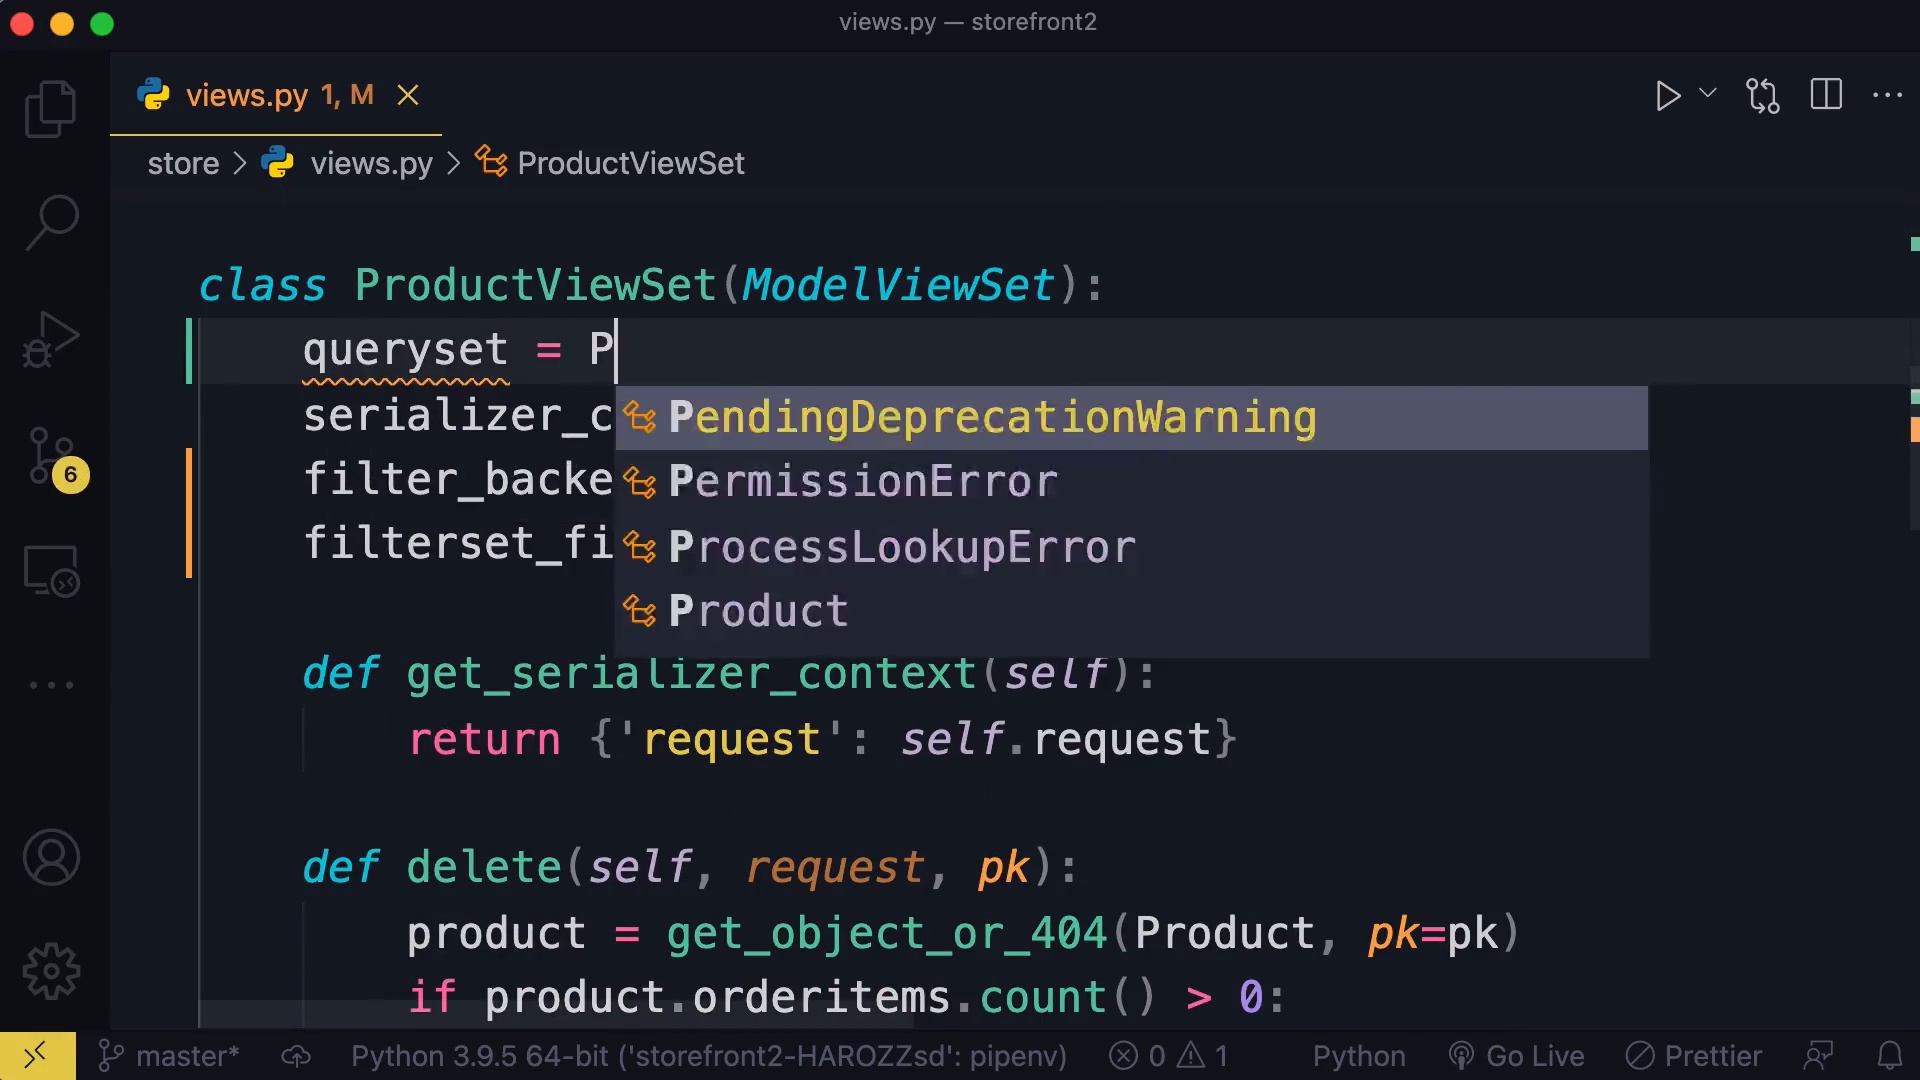 views.py — storefront2
views.py 1, M
store > views.py > ProductViewSet
class ProductViewSet(ModelViewSet):
queryset = P
serializer_c PendingDeprecationWarning
filter_backe PermissionError
filterset_fi ProcessLookupError
Product
def get_serializer_context(self):
return {'request': self.request}
def delete(self, request, pk):
product = get_object_or_404(Product, pk=pk)
if product.orderitems.count() > 0:
6
master* Python 3.9.5 64-bit ('storefront2-HAROZZsd': pipenv) 0 1 Python Go Live Prettier